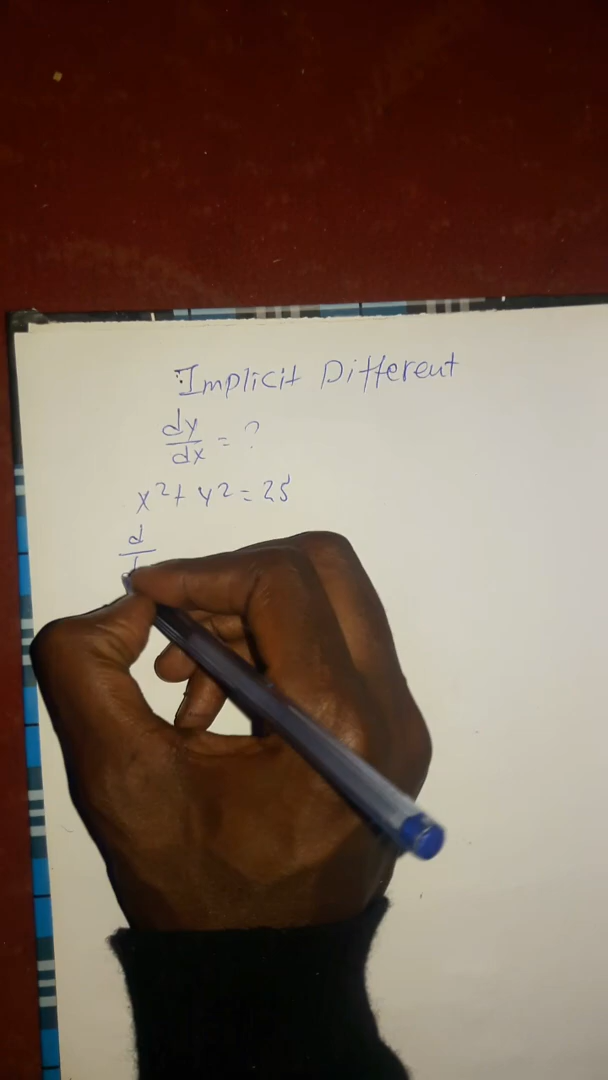 Implicit Different
dy/dx = ?
x² + y² = 25
d/d